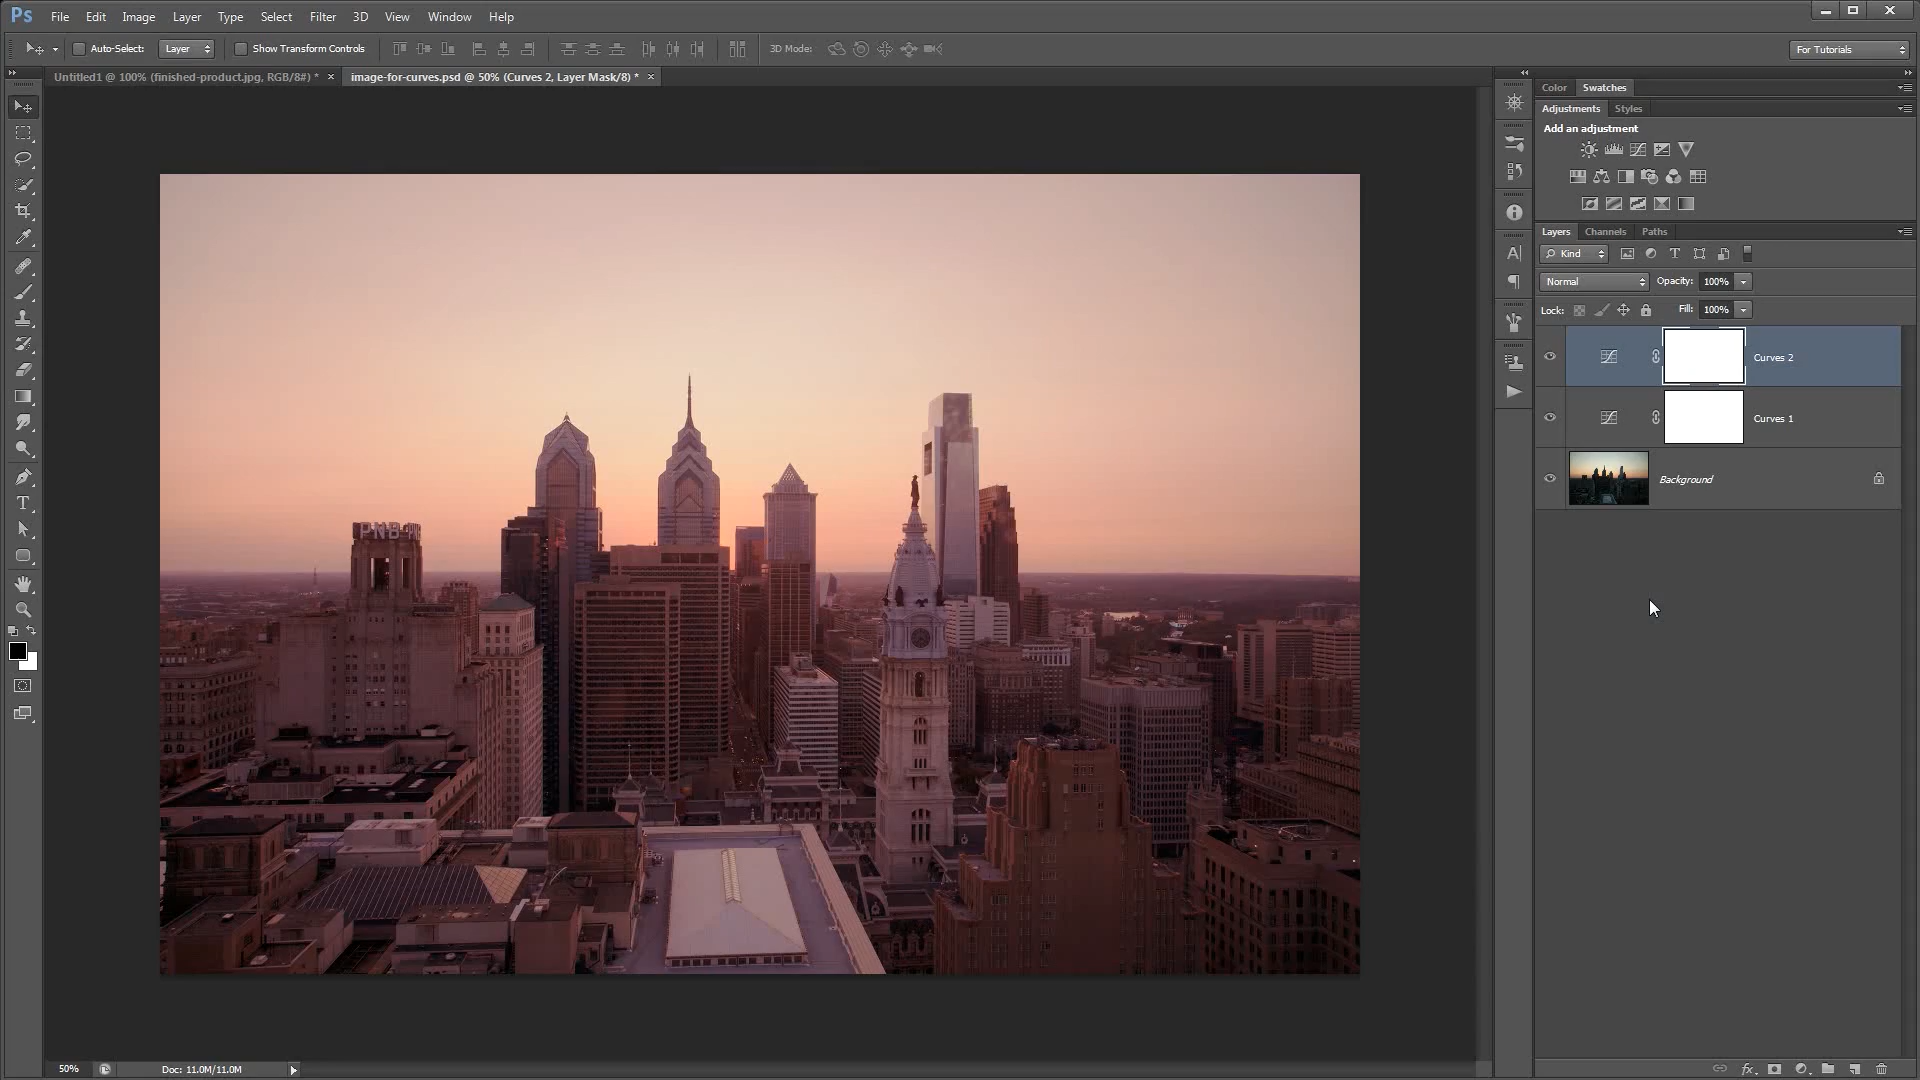 Ps File Edit Image Layer Type Select Filter 3D View Window Help
Auto-Select: Layer Show Transform Controls 3D Mode: For Tutorials
Untitled1 @ 100% (finished-product.jpg, RGB/8#) * × image-for-curves.psd @ 50% (Curves 2, Layer Mask/8) * ×
Color Swatches
Adjustments Styles
Add an adjustment
Layers Channels Paths
Kind
Normal Opacity: 100%
Lock: Fill: 100%
Curves 2
Curves 1
Background
PNB
50% Doc: 11.0M/11.0M